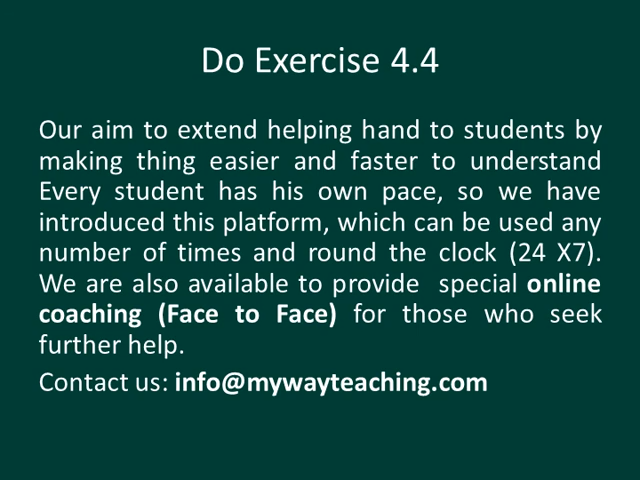 Do Exercise 4.4
Our aim to extend helping hand to students by
making thing easier and faster to understand
Every student has his own pace, so we have
introduced this platform, which can be used any
number of times and round the clock (24 X7).
We are also available to provide  special online
coaching (Face to Face) for those who seek
further help.
Contact us: info@mywayteaching.com